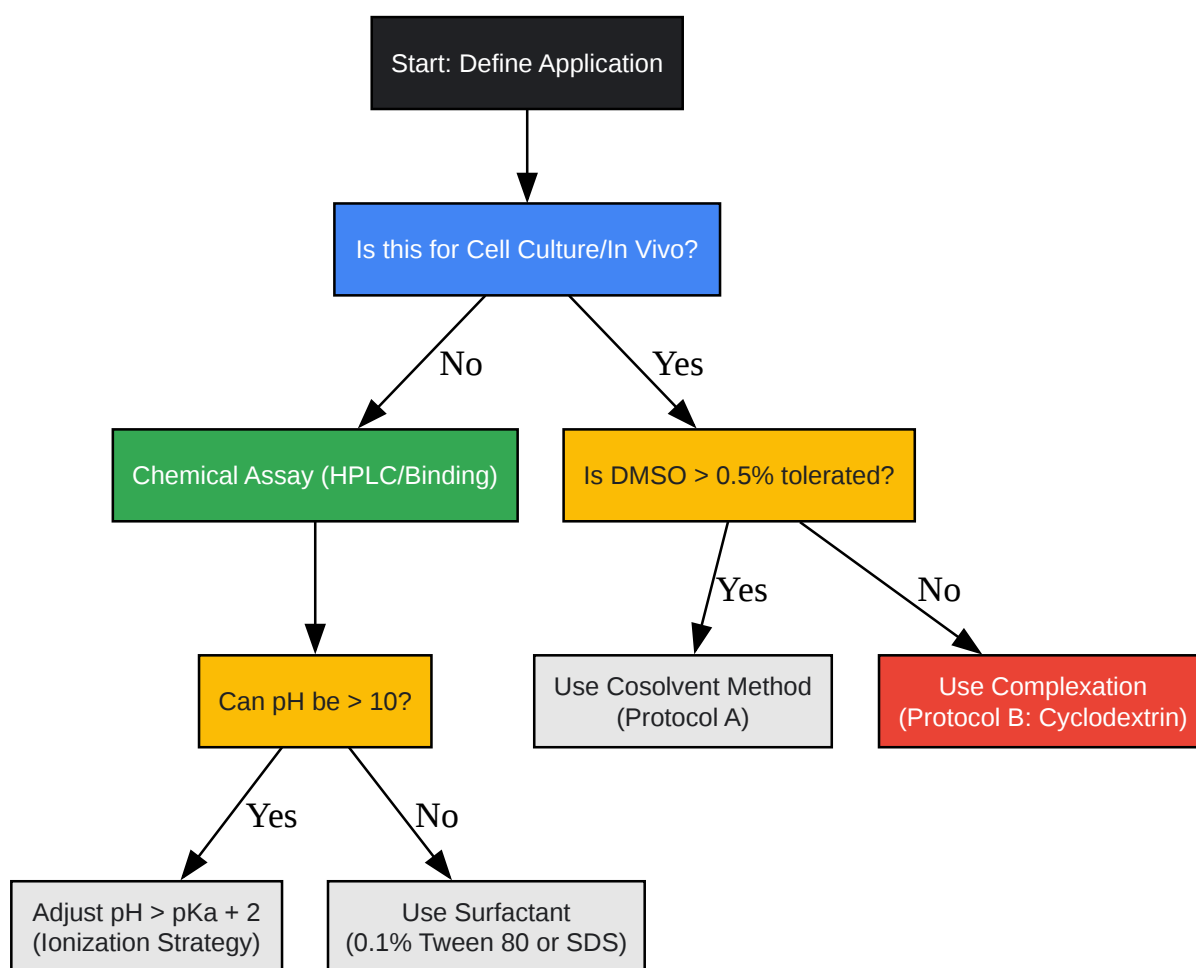 Start: Define Application
Is this for Cell Culture/In Vivo?
No
Yes
Chemical Assay (HPLC/Binding)
Is DMSO > 0.5% tolerated?
Yes
No
Can pH be > 10?
Use Cosolvent Method
(Protocol A)
Use Complexation
(Protocol B: Cyclodextrin)
Yes
No
Adjust pH > pKa + 2
(Ionization Strategy)
Use Surfactant
(0.1% Tween 80 or SDS)